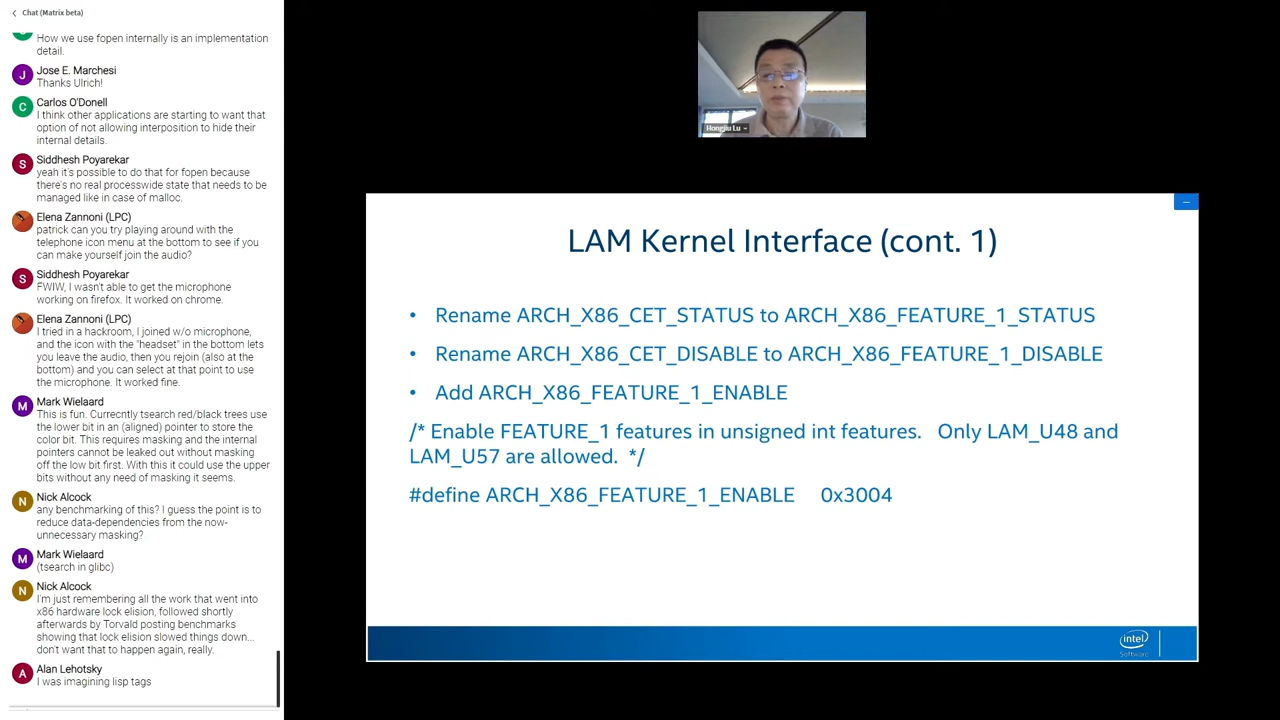 Chat (Matrix beta)
How we use fopen internally is an implementation
detail.
J
Jose E. Marchesi
Thanks Ulrich!
C
Carlos O'Donell
I think other applications are starting to want that
option of not allowing interposition to hide their
internal details.
S
Siddhesh Poyarekar
yeah it's possible to do that for fopen because
there's no real processwide state that needs to be
managed like in case of malloc.
Elena Zannoni (LPC)
patrick can you try playing around with the
telephone icon menu at the bottom to see if you
can make yourself join the audio?
S
Siddhesh Poyarekar
FWIW, I wasn't able to get the microphone
working on firefox. It worked on chrome.
Elena Zannoni (LPC)
I tried in a hackroom, I joined w/o microphone,
and the icon with the "headset" in the bottom lets
you leave the audio, then you rejoin (also at the
bottom) and you can select at that point to use
the microphone. It worked fine.
M
Mark Wielaard
This is fun. Currenctly tsearch red/black trees use
the lower bit in an (aligned) pointer to store the
color bit. This requires masking and the internal
pointers cannot be leaked out without masking
off the low bit first. With this it could use the upper
bits without any need of masking it seems.
N
Nick Alcock
any benchmarking of this? I guess the point is to
reduce data-dependencies from the now-
unnecessary masking?
M
Mark Wielaard
(tsearch in glibc)
N
Nick Alcock
I'm just remembering all the work that went into
x86 hardware lock elision, followed shortly
afterwards by Torvald posting benchmarks
showing that lock elision slowed things down...
don't want that to happen again, really.
A
Alan Lehotsky
I was imagining lisp tags
Hongjiu Lu
LAM Kernel Interface (cont. 1)
• Rename ARCH_X86_CET_STATUS to ARCH_X86_FEATURE_1_STATUS
• Rename ARCH_X86_CET_DISABLE to ARCH_X86_FEATURE_1_DISABLE
• Add ARCH_X86_FEATURE_1_ENABLE
/* Enable FEATURE_1 features in unsigned int features. Only LAM_U48 and
LAM_U57 are allowed. */
#define ARCH_X86_FEATURE_1_ENABLE 0x3004
intel
Software